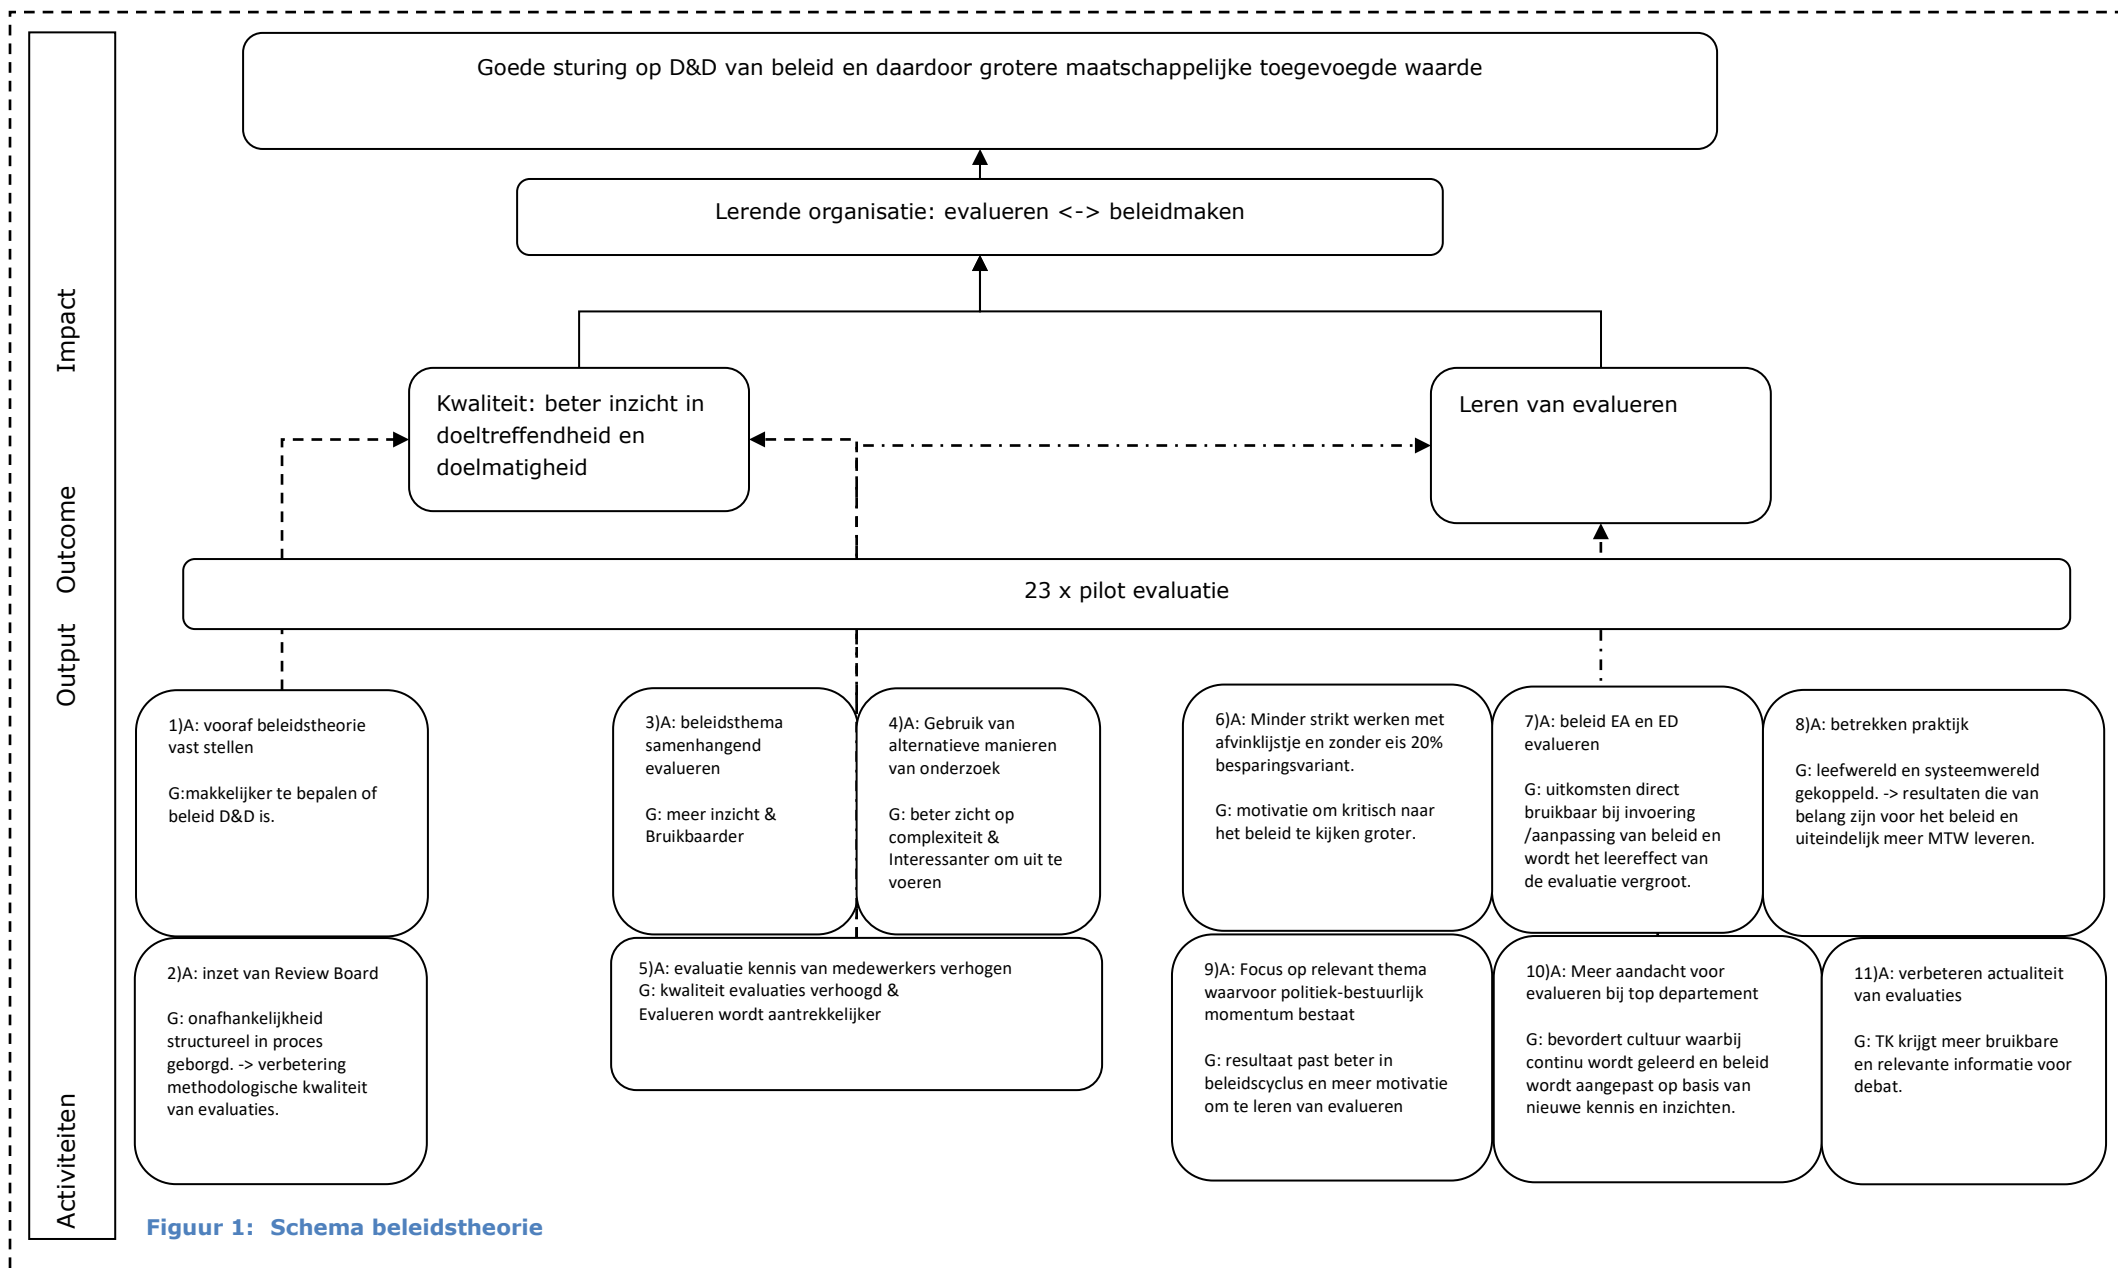 Goede sturing op D&D van beleid en daardoor grotere maatschappelijke toegevoegde waarde
Lerende organisatie: evalueren <-> beleidmaken
Impact
Kwaliteit: beter inzicht in
doeltreffendheid en
doelmatigheid
Leren van evalueren
Outcome
23 x pilot evaluatie
Output
1)A: vooraf beleidstheorie
vast stellen
G:makkelijker te bepalen of
beleid D&D is.
3)A: beleidsthema
samenhangend
evalueren
G: meer inzicht &
Bruikbaarder
4)A: Gebruik van
alternatieve manieren
van onderzoek
G: beter zicht op
complexiteit &
Interessanter om uit te
voeren
6)A: Minder strikt werken met
afvinklijstje en zonder eis 20%
besparingsvariant.
G: motivatie om kritisch naar
het beleid te kijken groter.
7)A: beleid EA en ED
evalueren
G: uitkomsten direct
bruikbaar bij invoering
/aanpassing van beleid en
wordt het leereffect van
de evaluatie vergroot.
8)A: betrekken praktijk
G: leefwereld en systeemwereld
gekoppeld. -> resultaten die van
belang zijn voor het beleid en
uiteindelijk meer MTW leveren.
2)A: inzet van Review Board
G: onafhankelijkheid
structureel in proces
geborgd. -> verbetering
methodologische kwaliteit
van evaluaties.
5)A: evaluatie kennis van medewerkers verhogen
G: kwaliteit evaluaties verhoogd &
Evalueren wordt aantrekkelijker
9)A: Focus op relevant thema
waarvoor politiek-bestuurlijk
momentum bestaat
G: resultaat past beter in
beleidscyclus en meer motivatie
om te leren van evalueren
10)A: Meer aandacht voor
evalueren bij top departement
G: bevordert cultuur waarbij
continu wordt geleerd en beleid
wordt aangepast op basis van
nieuwe kennis en inzichten.
11)A: verbeteren actualiteit
van evaluaties
G: TK krijgt meer bruikbare
en relevante informatie voor
debat.
Activiteiten
Figuur 1: Schema beleidstheorie